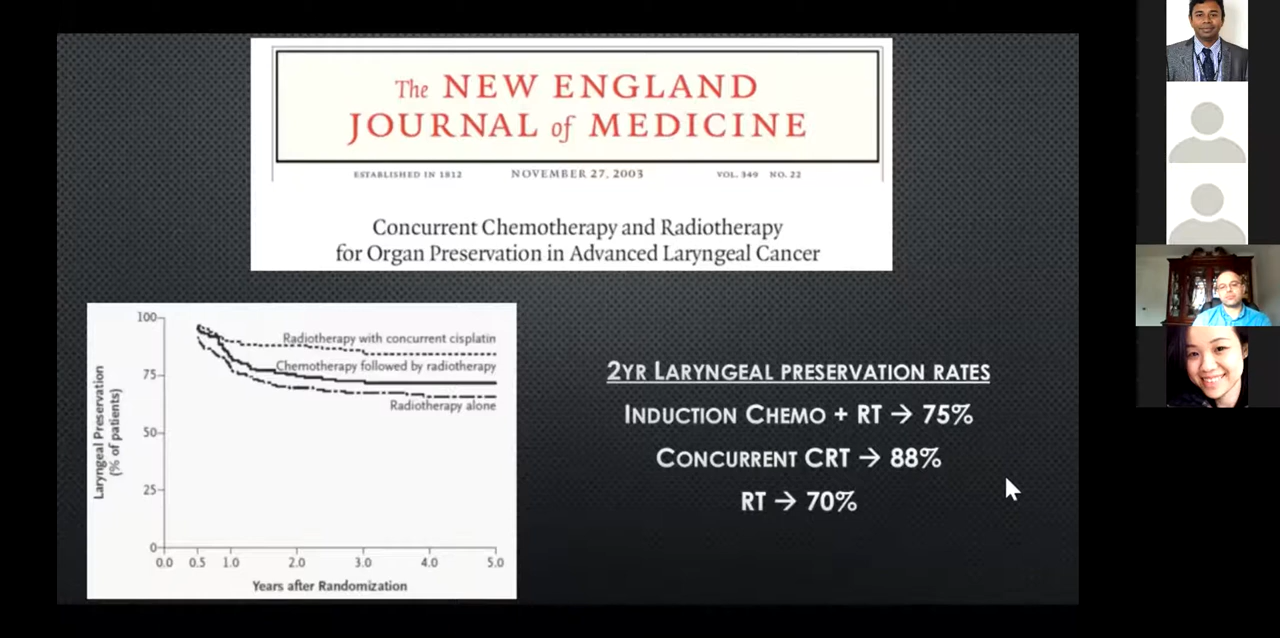 The NEW ENGLAND
JOURNAL of MEDICINE
ESTABLISHED IN 1812 NOVEMBER 27, 2003 VOL. 349 NO. 22
Concurrent Chemotherapy and Radiotherapy
for Organ Preservation in Advanced Laryngeal Cancer
Laryngeal Preservation
(% of patients)
100
75
50
25
0
Radiotherapy with concurrent cisplatin
Chemotherapy followed by radiotherapy
Radiotherapy alone
0.0 0.5 1.0 2.0 3.0 4.0 5.0
Years after Randomization
2YR LARYNGEAL PRESERVATION RATES
INDUCTION CHEMO + RT → 75%
CONCURRENT CRT → 88%
RT → 70%